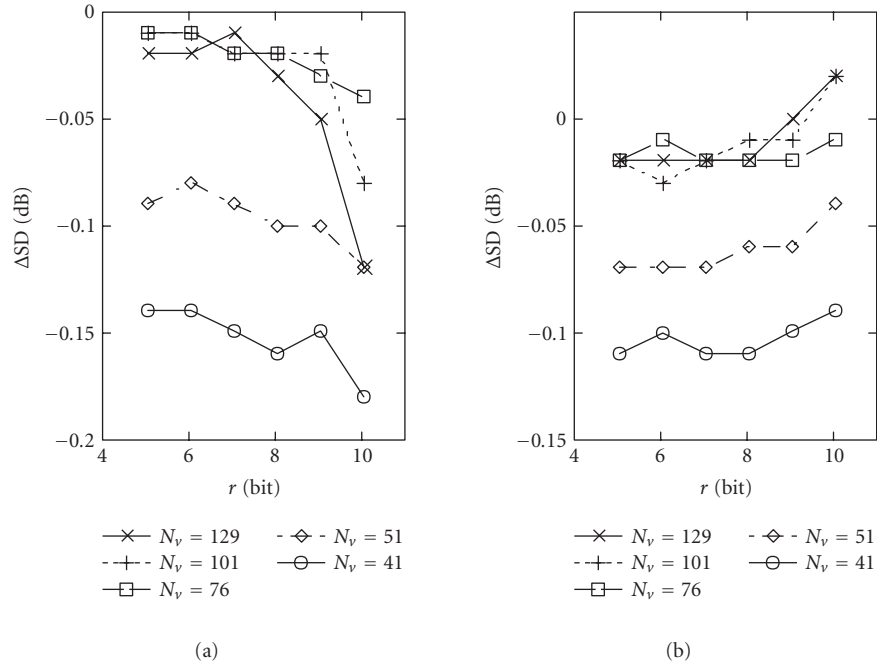 0
−0.05
−0.1
−0.15
−0.2
ΔSD (dB)
4 6 8 10
r (bit)
N_v = 129
N_v = 101
N_v = 76
N_v = 51
N_v = 41
(a)
0
−0.05
−0.1
−0.15
ΔSD (dB)
4 6 8 10
r (bit)
N_v = 129
N_v = 101
N_v = 76
N_v = 51
N_v = 41
(b)